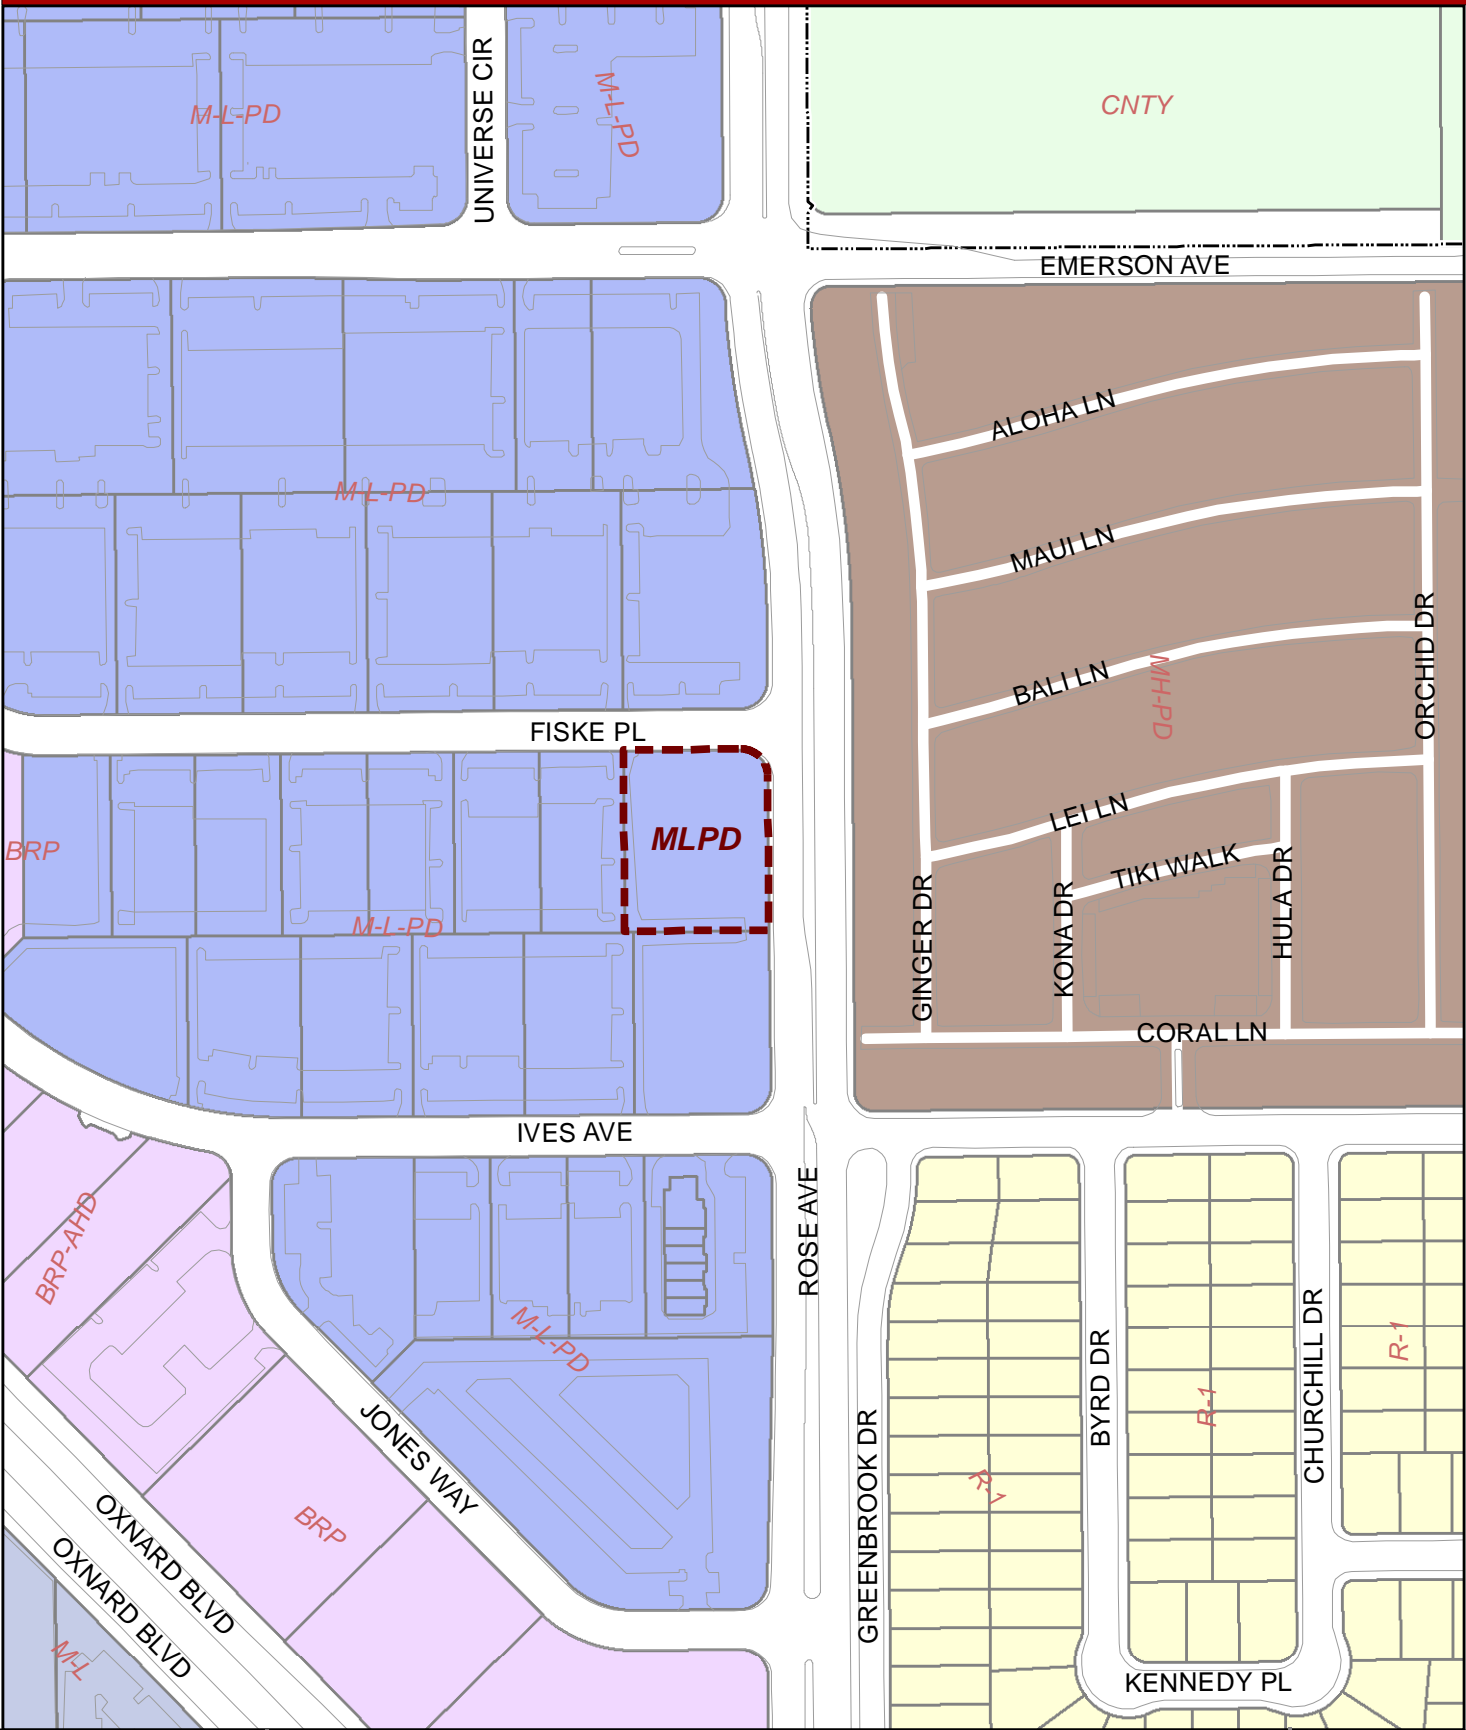 UNIVERSE CIR
M-L-PD
M-L-PD
CNTY
EMERSON AVE
ALOHA LN
M-L-PD
MAUI LN
ORCHID DR
BALI LN
MH-PD
FISKE PL
MLPD
LEI LN
BRP
TIKI WALK
HULA DR
GINGER DR
KONA DR
M-L-PD
CORAL LN
IVES AVE
ROSE AVE
BRP-AHD
M-L-PD
BYRD DR
CHURCHILL DR
R-1
R-1
JONES WAY
GREENBROOK DR
R-1
BRP
OXNARD BLVD
OXNARD BLVD
M-L
KENNEDY PL